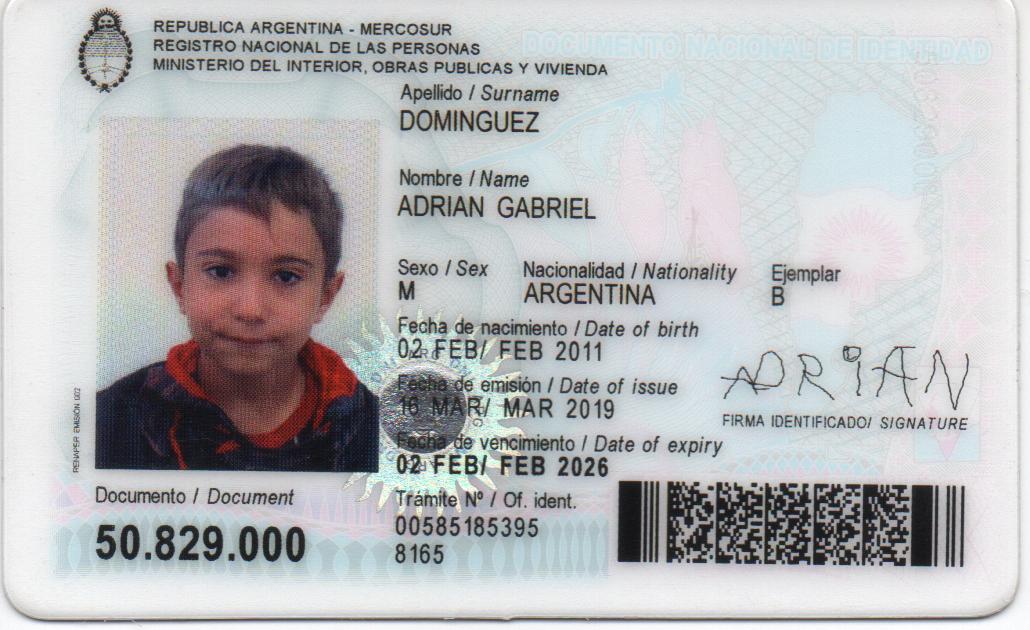 REPUBLICA ARGENTINA - MERCOSUR
REGISTRO NACIONAL DE LAS PERSONAS
MINISTERIO DEL INTERIOR, OBRAS PUBLICAS Y VIVIENDA
DOCUMENTO NACIONAL DE IDENTIDAD
Apellido / Surname
DOMINGUEZ
Nombre / Name
ADRIAN GABRIEL
Sexo / Sex Nacionalidad / Nationality Ejemplar
M ARGENTINA B
Fecha de nacimiento / Date of birth
02 FEB/ FEB 2011
Fecha de emisión / Date of issue
16 MAR/ MAR 2019
Fecha de vencimiento / Date of expiry
02 FEB/ FEB 2026
ADRIAN
FIRMA IDENTIFICADO/ SIGNATURE
RENAPER EMISIÓN 002
Documento / Document
50.829.000
Trámite Nº / Of. ident.
00585185395
8165